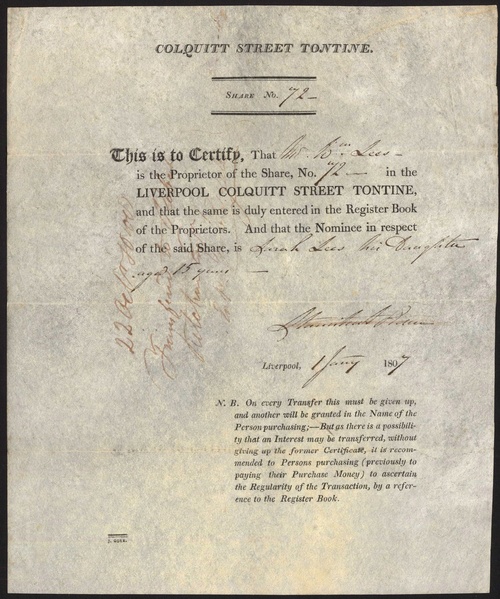 COLQUITT STREET TONTINE.
SHARE No. 72
This is to Certify, That Mr. Wm. Lees
is the Proprietor of the Share, No. 72 in the
LIVERPOOL COLQUITT STREET TONTINE,
and that the same is duly entered in the Register Book
of the Proprietors. And that the Nominee in respect
of the said Share, is Sarah Lees his Daughter
aged 15 years
Liverpool, 1 Jany 1807
N. B. On every Transfer this must be given up,
and another will be granted in the Name of the
Person purchasing;—But as there is a possibili-
ty that an Interest may be transferred, without
giving up the former Certificate, it is recom-
mended to Persons purchasing (previously to
paying their Purchase Money) to ascertain
the Regularity of the Transaction, by a refer-
ence to the Register Book.